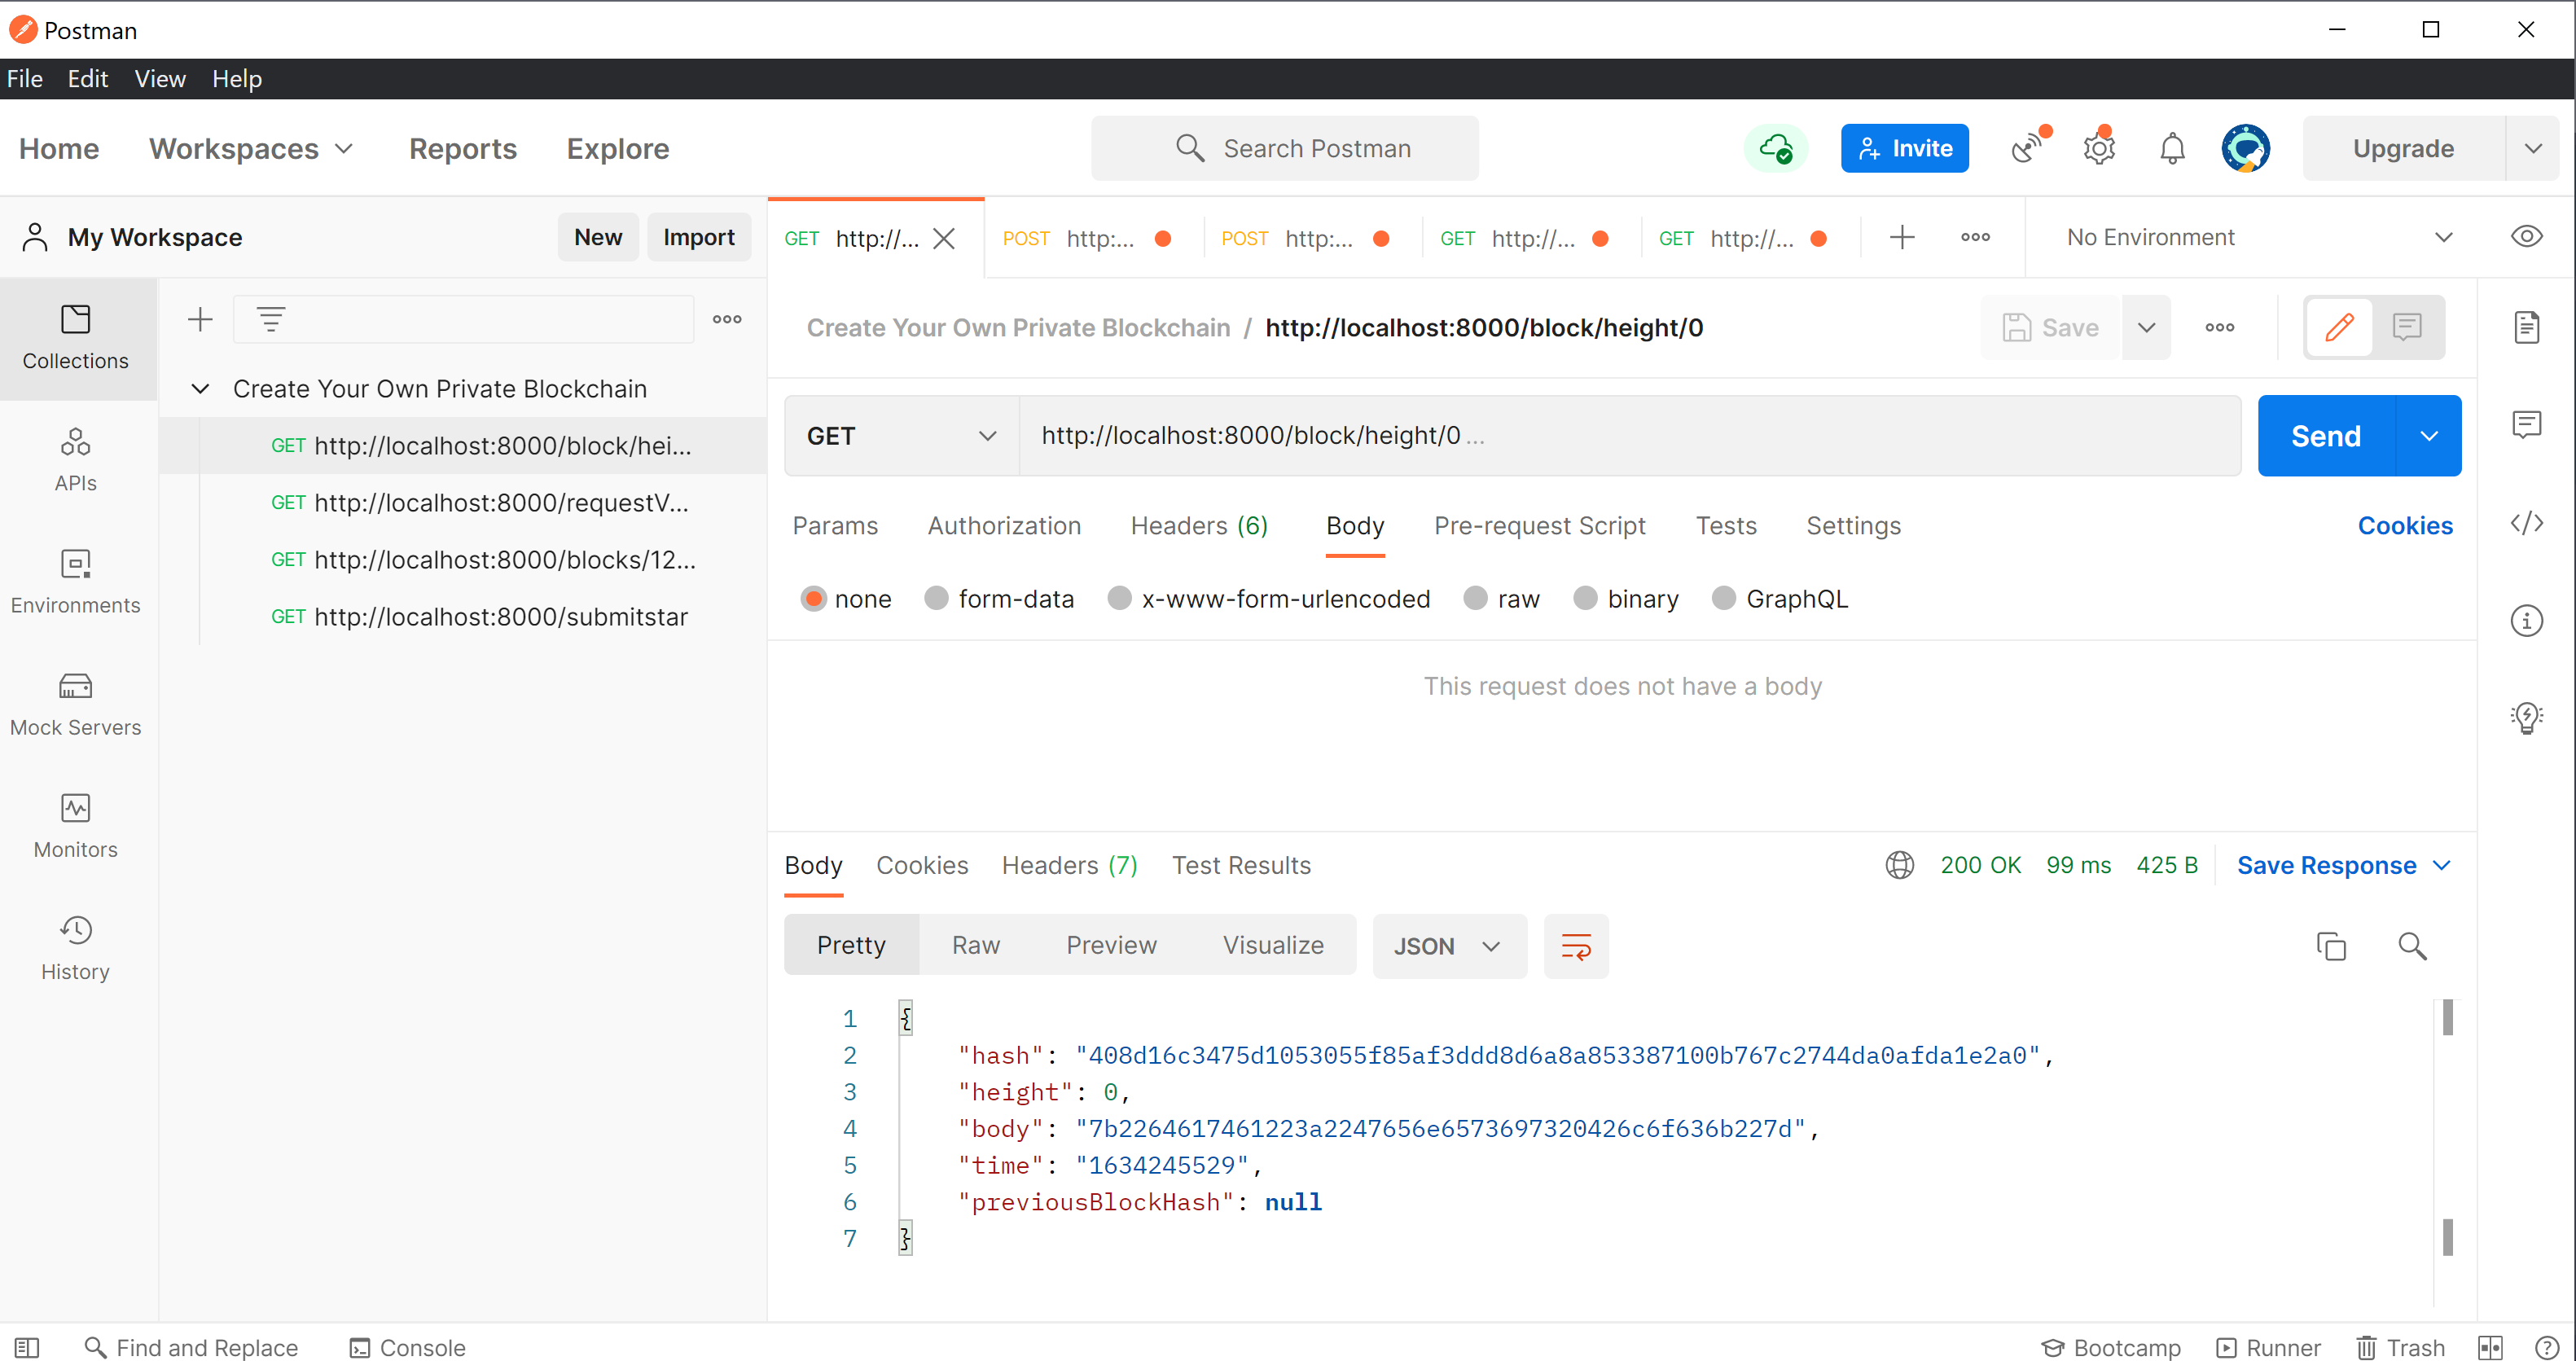 Postman
File Edit View Help
Home Workspaces Reports Explore Search Postman Invite Upgrade
My Workspace New Import
GET http://... POST http:... POST http:... GET http://... GET http://... No Environment
Create Your Own Private Blockchain / http://localhost:8000/block/height/0 Save
Collections
APIs
Environments
Mock Servers
Monitors
History
Create Your Own Private Blockchain
GET http://localhost:8000/block/hei...
GET http://localhost:8000/requestV...
GET http://localhost:8000/blocks/12...
GET http://localhost:8000/submitstar
GET http://localhost:8000/block/height/0 ... Send
Params Authorization Headers (6) Body Pre-request Script Tests Settings Cookies
none form-data x-www-form-urlencoded raw binary GraphQL
This request does not have a body
Body Cookies Headers (7) Test Results 200 OK 99 ms 425 B Save Response
Pretty Raw Preview Visualize JSON
1 {
2 "hash": "408d16c3475d1053055f85af3ddd8d6a8a853387100b767c2744da0afda1e2a0",
3 "height": 0,
4 "body": "7b2264617461223a2247656e6573697320426c6f636b227d",
5 "time": "1634245529",
6 "previousBlockHash": null
7 }
Find and Replace Console Bootcamp Runner Trash